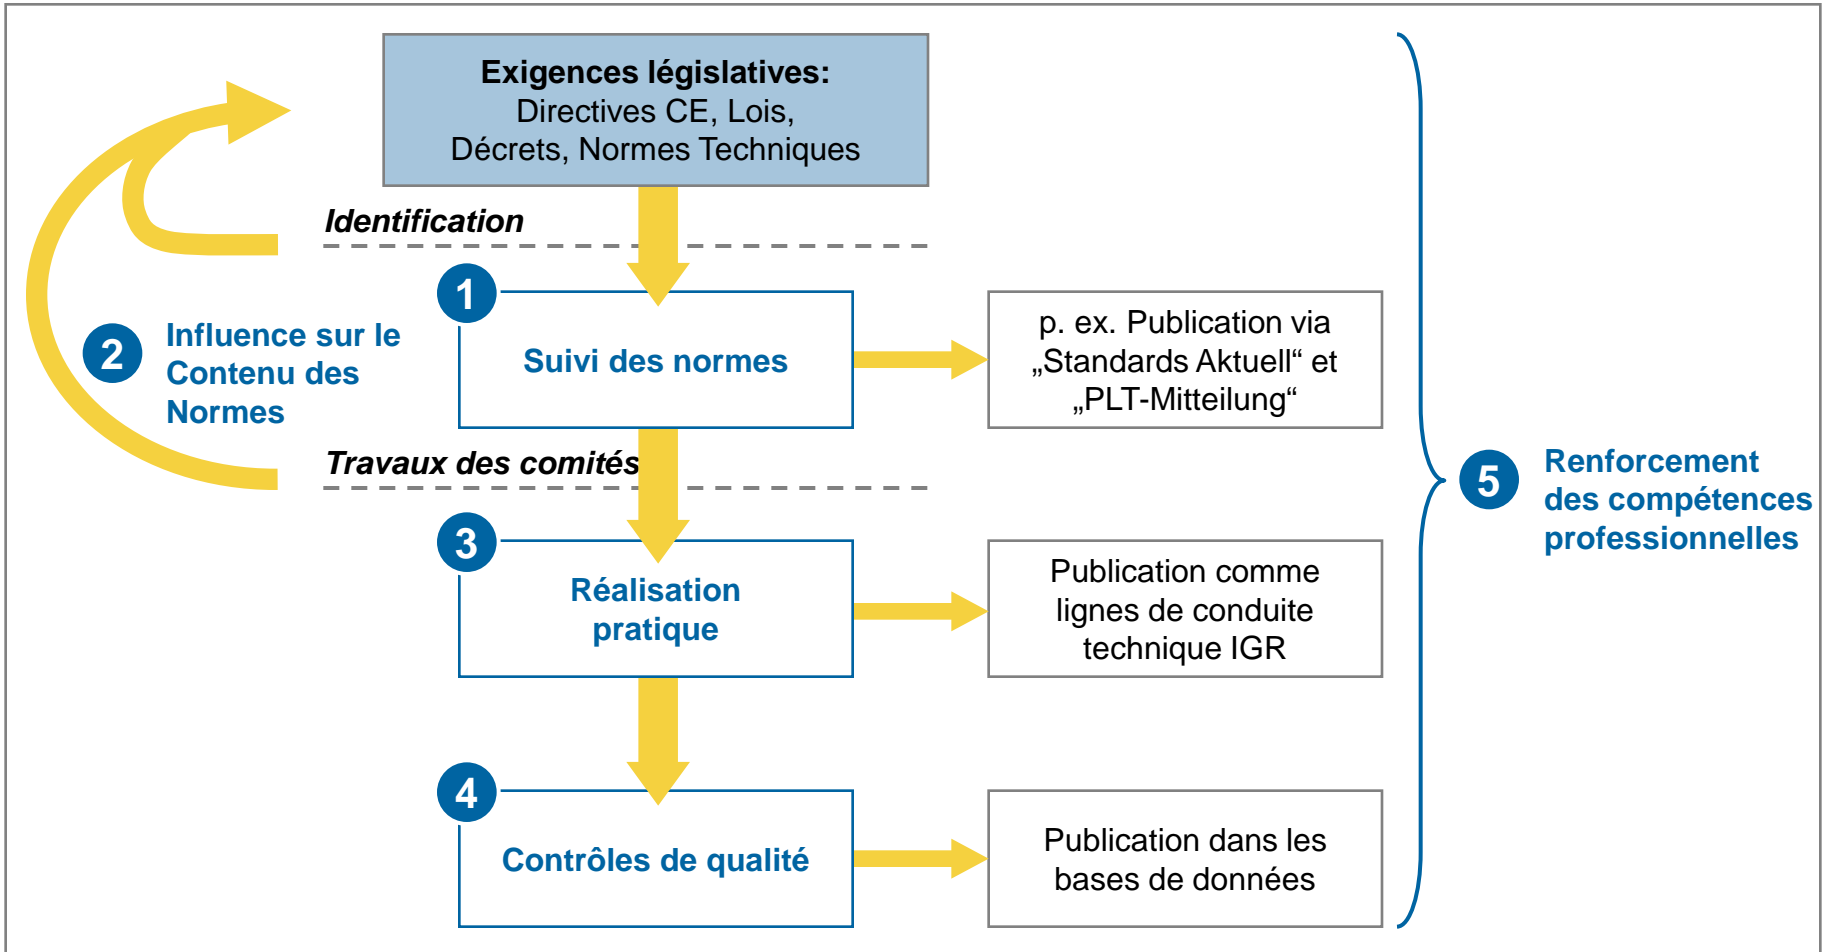 Exigences législatives:
Directives CE, Lois,
Décrets, Normes Techniques
Identification
1
Suivi des normes
p. ex. Publication via
„Standards Aktuell“ et
„PLT-Mitteilung“
2
Influence sur le
Contenu des
Normes
Travaux des comités
3
Réalisation
pratique
Publication comme
lignes de conduite
technique IGR
4
Contrôles de qualité
Publication dans les
bases de données
5
Renforcement
des compétences
professionnelles